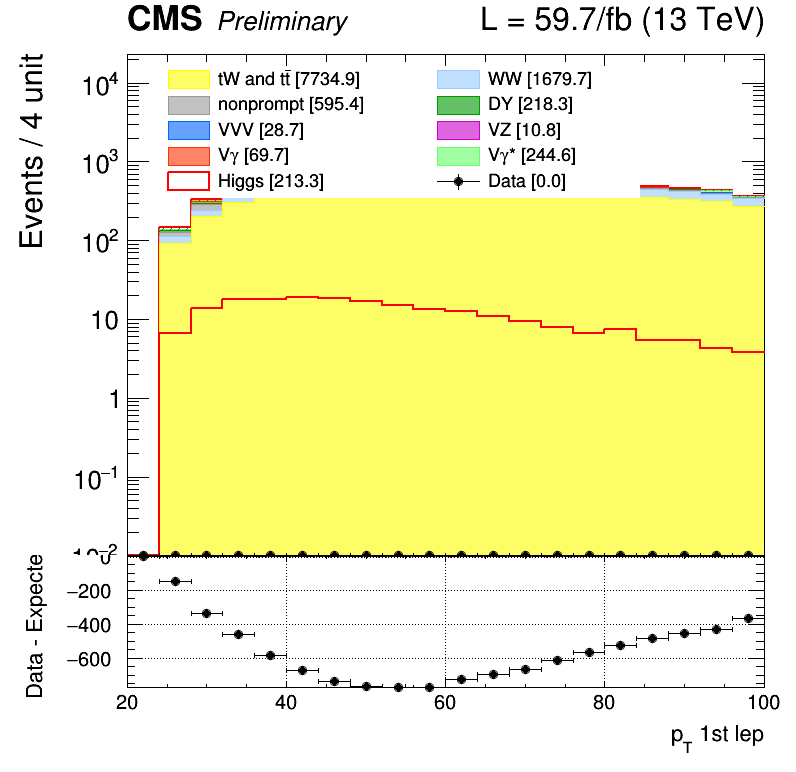 CMS Preliminary L = 59.7/fb (13 TeV)
Events / 4 unit
10⁴
10³
10²
10
1
10⁻¹
10⁻²
tW and tt̄ [7734.9]
WW [1679.7]
nonprompt [595.4]
DY [218.3]
VVV [28.7]
VZ [10.8]
Vγ [69.7]
Vγ* [244.6]
Higgs [213.3]
Data [0.0]
Data - Expecte
0
−200
−400
−600
20 40 60 80 100
p_T 1st lep